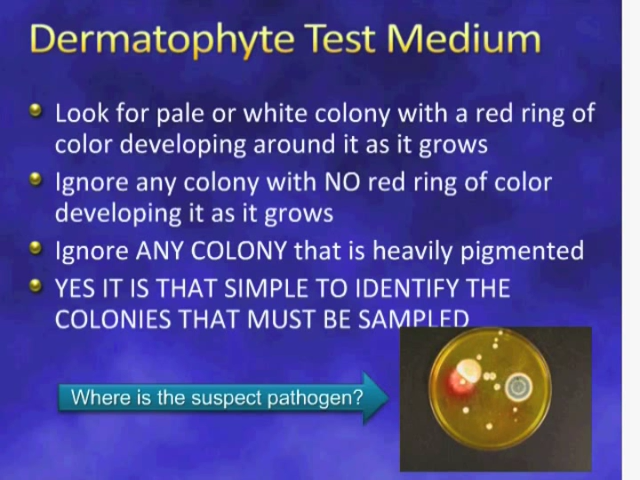 Dermatophyte Test Medium
Look for pale or white colony with a red ring of
color developing around it as it grows
Ignore any colony with NO red ring of color
developing it as it grows
Ignore ANY COLONY that is heavily pigmented
YES IT IS THAT SIMPLE TO IDENTIFY THE
COLONIES THAT MUST BE SAMPLED
Where is the suspect pathogen?